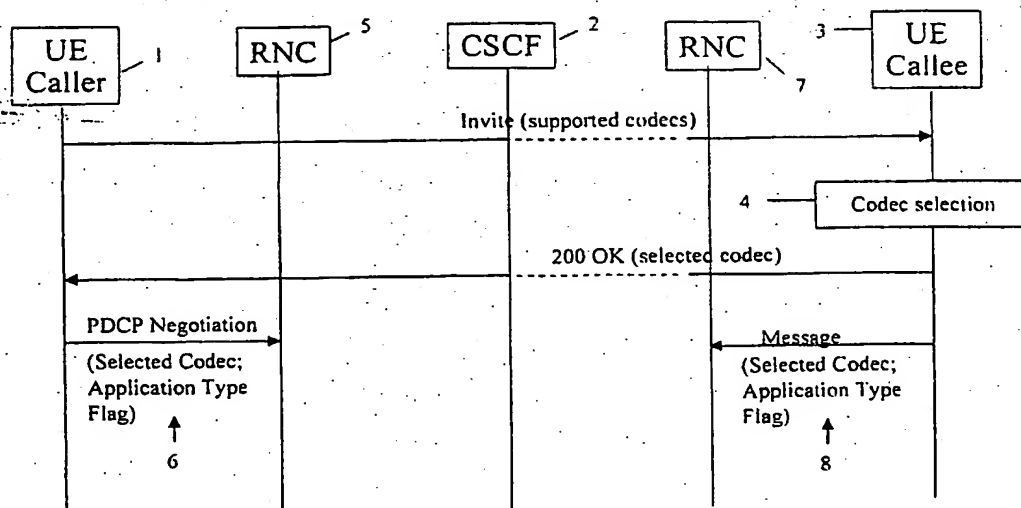 5
2
3
UE
Caller
1
RNC
CSCF
RNC
UE
Callee
7
Invite (supported codecs)
4
Codec selection
200 OK (selected codec)
PDCP Negotiation
(Selected Codec;
Application Type
Flag)
6
Message
(Selected Codec;
Application Type
Flag)
8